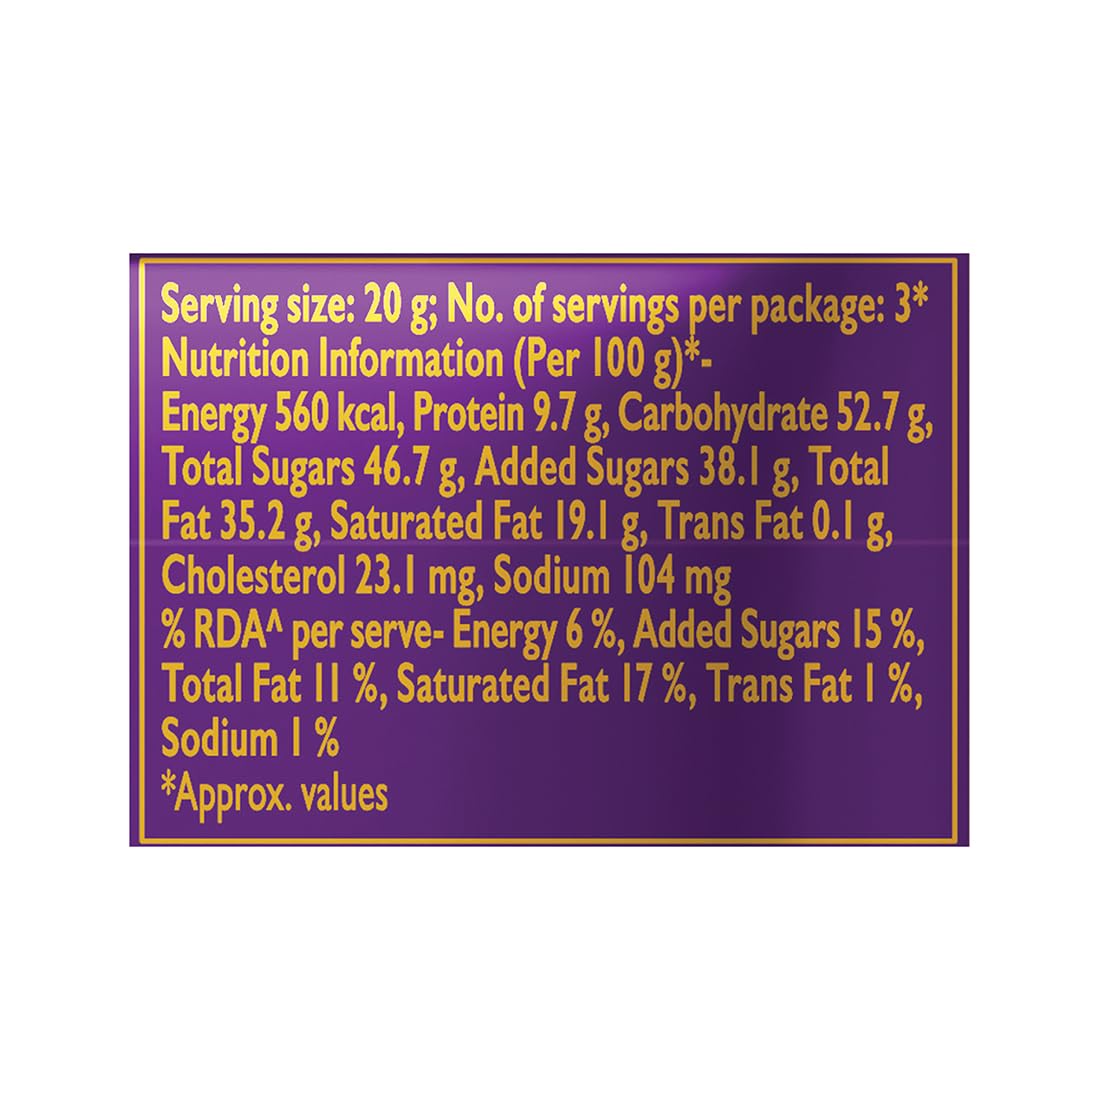 Serving size: 20 g; No. of servings per package: 3*
Nutrition Information (Per 100 g)*-
Energy 560 kcal, Protein 9.7 g, Carbohydrate 52.7 g,
Total Sugars 46.7 g, Added Sugars 38.1 g, Total
Fat 35.2 g, Saturated Fat 19.1 g, Trans Fat 0.1 g,
Cholesterol 23.1 mg, Sodium 104 mg
% RDA^ per serve- Energy 6 %, Added Sugars 15 %,
Total Fat 11 %, Saturated Fat 17 %, Trans Fat 1 %,
Sodium 1 %
*Approx. values